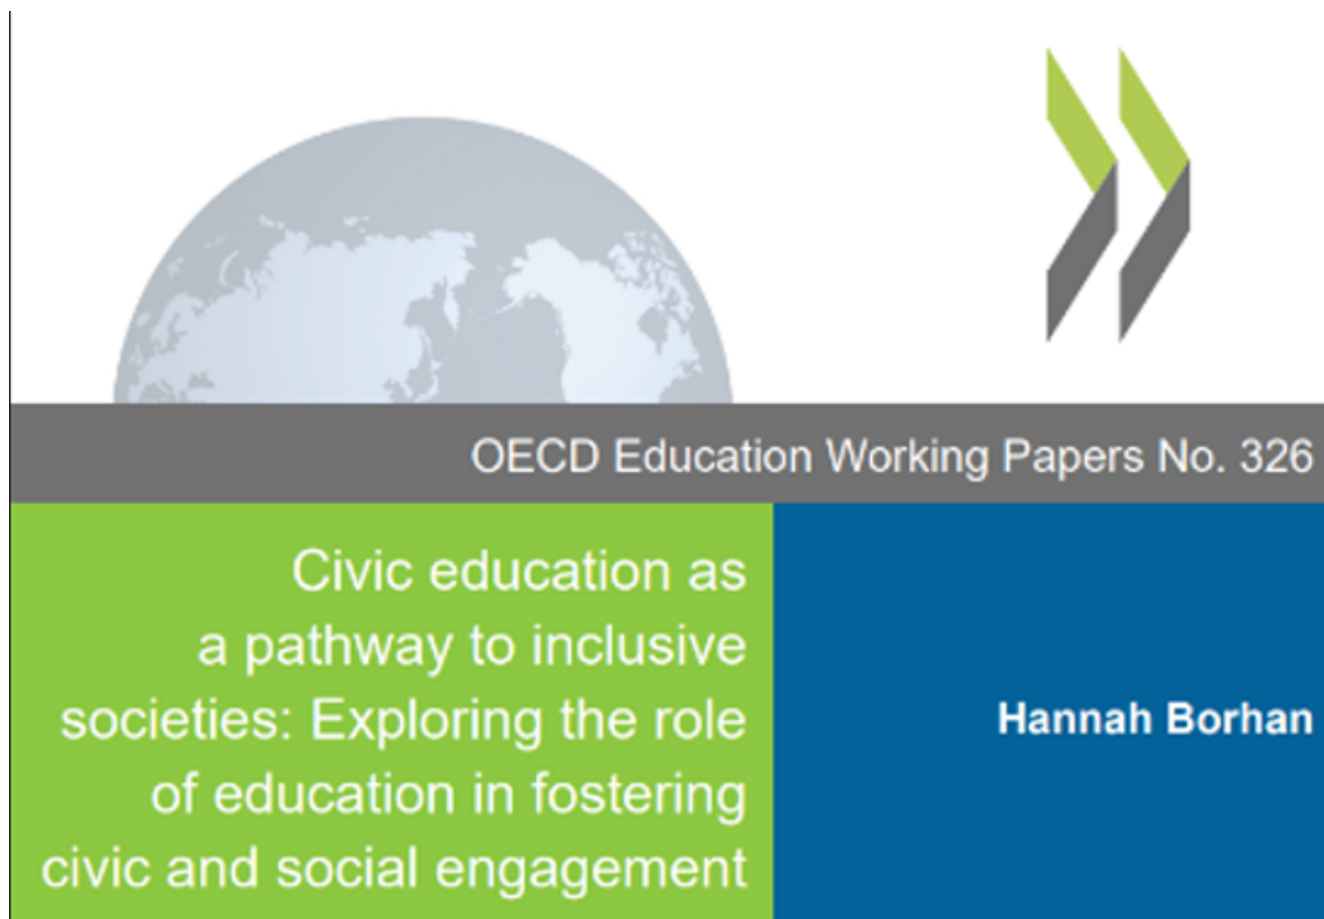 OECD Education Working Papers No. 326
Civic education as
a pathway to inclusive
societies: Exploring the role
of education in fostering
civic and social engagement
Hannah Borhan